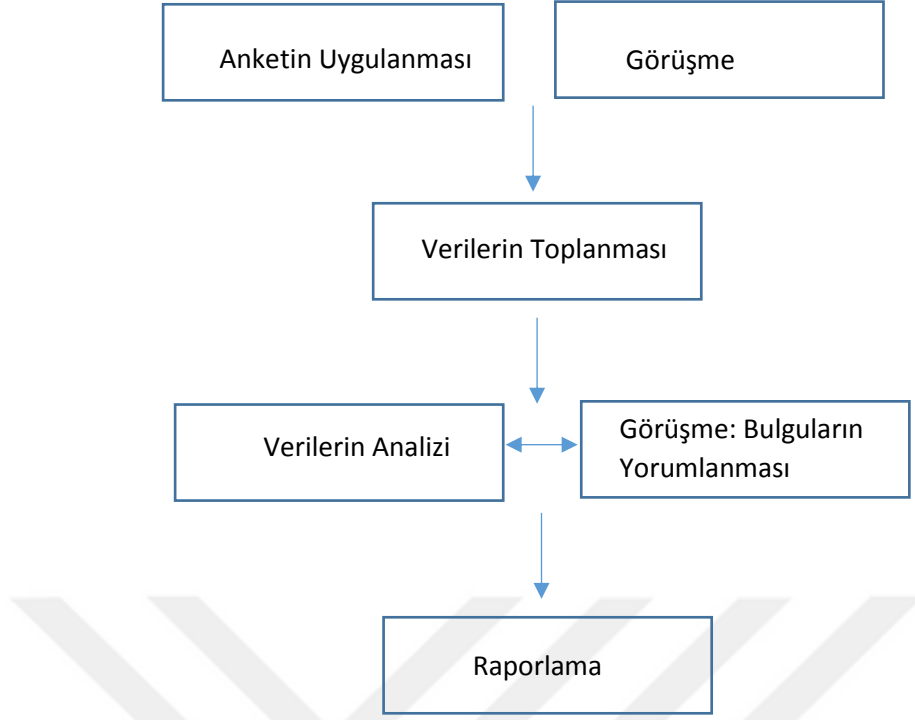 Anketin Uygulanması
Görüşme
Verilerin Toplanması
Verilerin Analizi
Görüşme: Bulguların
Yorumlanması
Raporlama